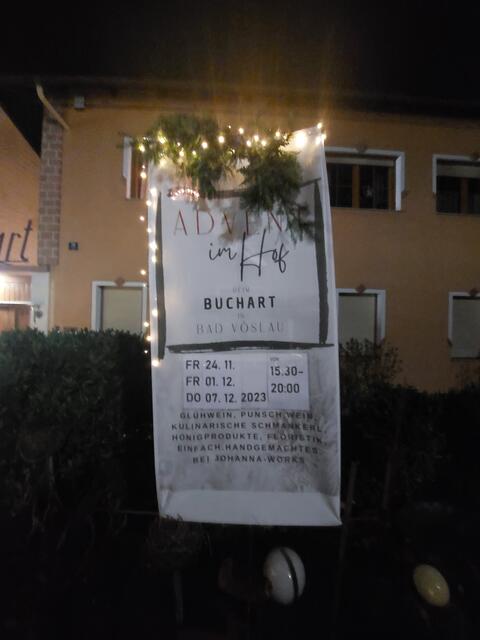 ADVENT
im Hof
BEIM
BUCHART
IN
BAD VÖSLAU
FR 24. 11.
FR 01. 12.
DO 07. 12. 2023
VON
15.30-
20:00
GLÜHWEIN, PUNSCH, WEIN,
KULINARISCHE SCHMANKERL,
HONIGPRODUKTE, FLORISTIK,
EINFACH.HANDGEMACHTES
BEI JOHANNA-WORKS
art